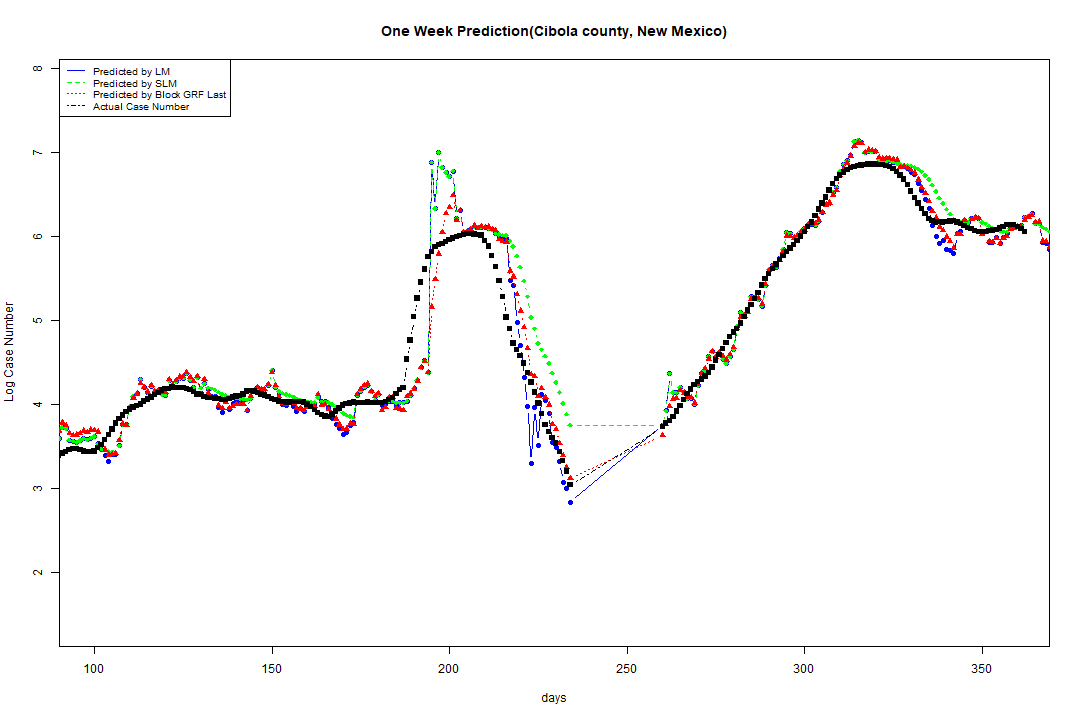 One Week Prediction(Cibola county, New Mexico)
Predicted by LM
Predicted by SLM
Predicted by Block GRF Last
Actual Case Number
8
7
6
5
4
3
2
Log Case Number
100 150 200 250 300 350
days